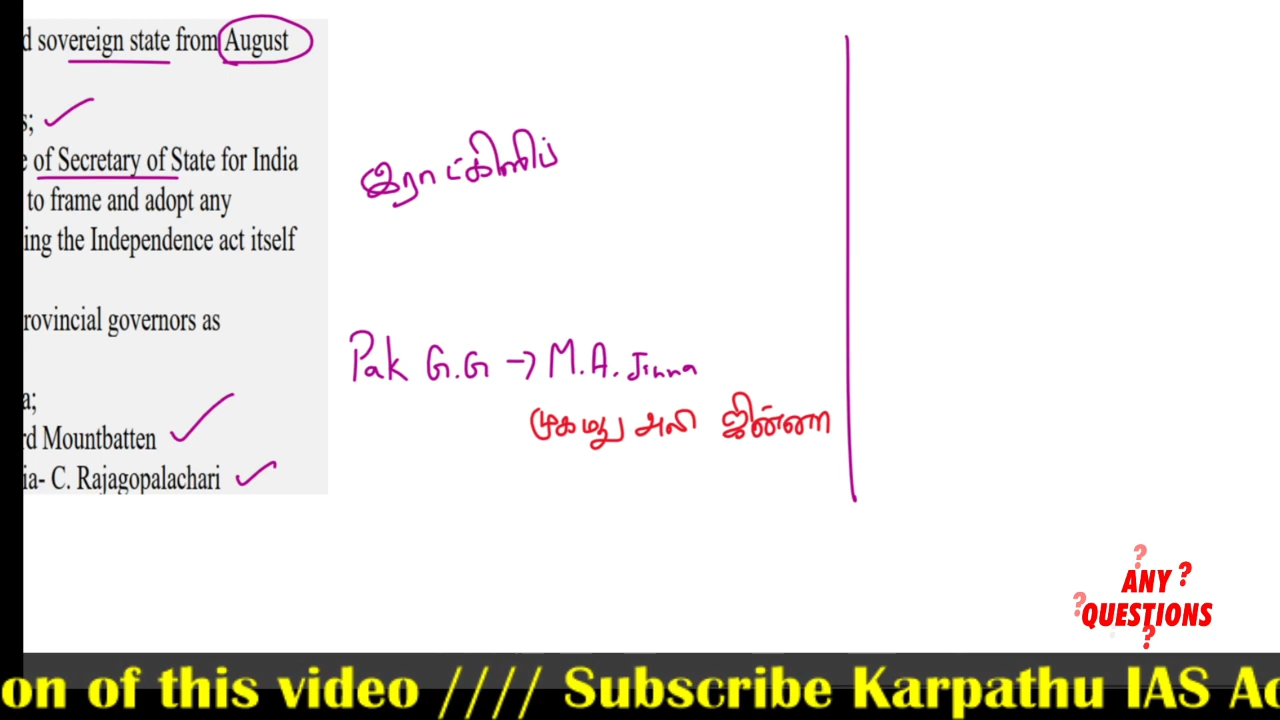 d sovereign state from August
s;
e of Secretary of State for India
to frame and adopt any
ing the Independence act itself
rovincial governors as
a;
rd Mountbatten
ia- C. Rajagopalachari
Pak G.G → M.A. Jinna
முகமது அலி ஜின்னா
ANY
QUESTIONS
on of this video //// Subscribe Karpathu IAS Ac